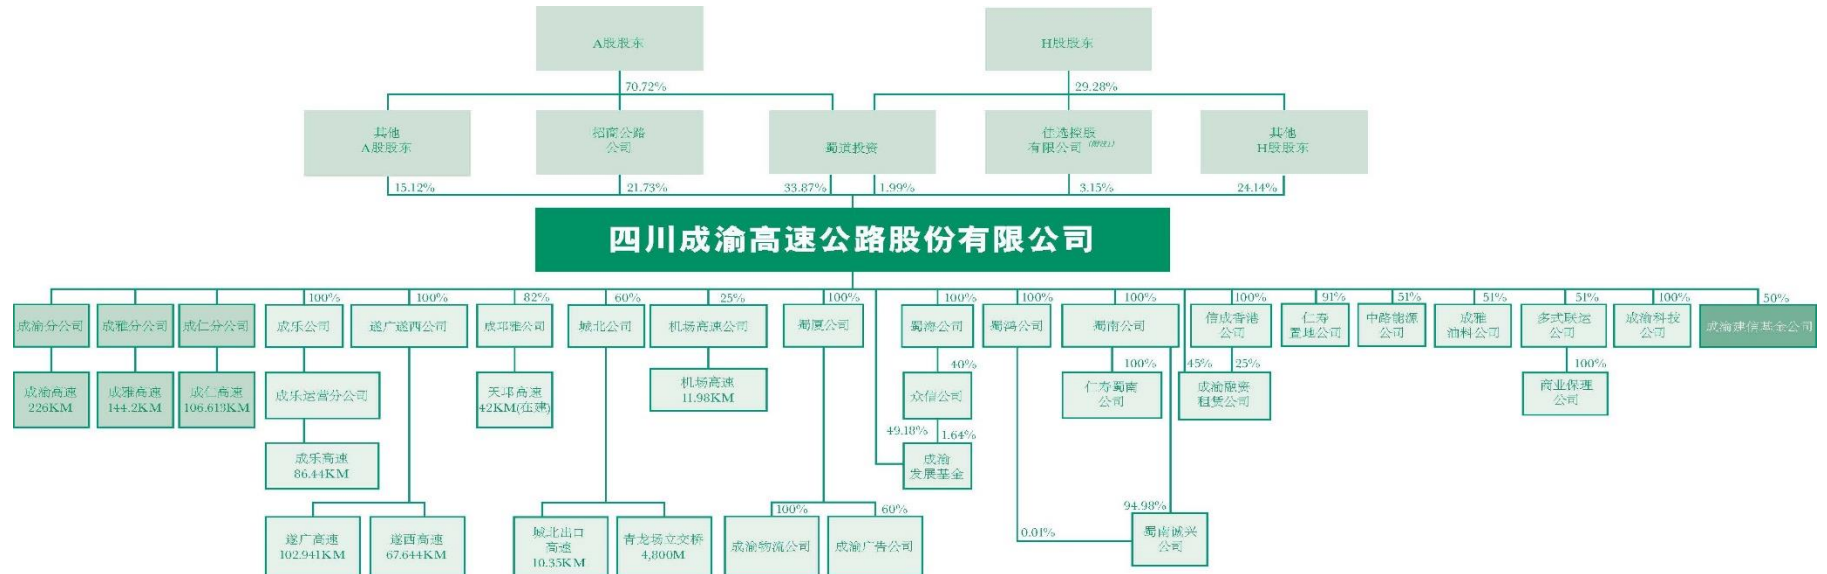 A股股东
H股股东
70.72%
29.28%
其他
A股股东
招商公路
公司
蜀道投资
佳选控股
有限公司 (附注1)
其他
H股股东
15.12%
21.73%
33.87%
1.99%
3.15%
24.14%
四川成渝高速公路股份有限公司
100%
100%
82%
60%
25%
100%
100%
100%
100%
100%
91%
51%
51%
51%
100%
50%
成渝分公司
成雅分公司
成仁分公司
成乐公司
遂广遂西公司
成邛雅公司
城北公司
机场高速公司
蜀厦公司
蜀海公司
蜀鸿公司
蜀南公司
信成香港
公司
仁寿
置地公司
中路能源
公司
成雅
油料公司
多式联运
公司
成渝科技
公司
成渝建信基金公司
40%
100%
45%
25%
100%
成渝高速
226KM
成雅高速
144.2KM
成仁高速
106.613KM
成乐运营分公司
天邛高速
42KM(在建)
机场高速
11.98KM
众信公司
仁寿蜀南
公司
成渝融资
租赁公司
商业保理
公司
49.18%
1.64%
成乐高速
86.44KM
成渝
发展基金
100%
60%
0.01%
94.98%
遂广高速
102.941KM
遂西高速
67.644KM
城北出口
高速
10.35KM
青龙场立交桥
4,800M
成渝物流公司
成渝广告公司
蜀南诚兴
公司